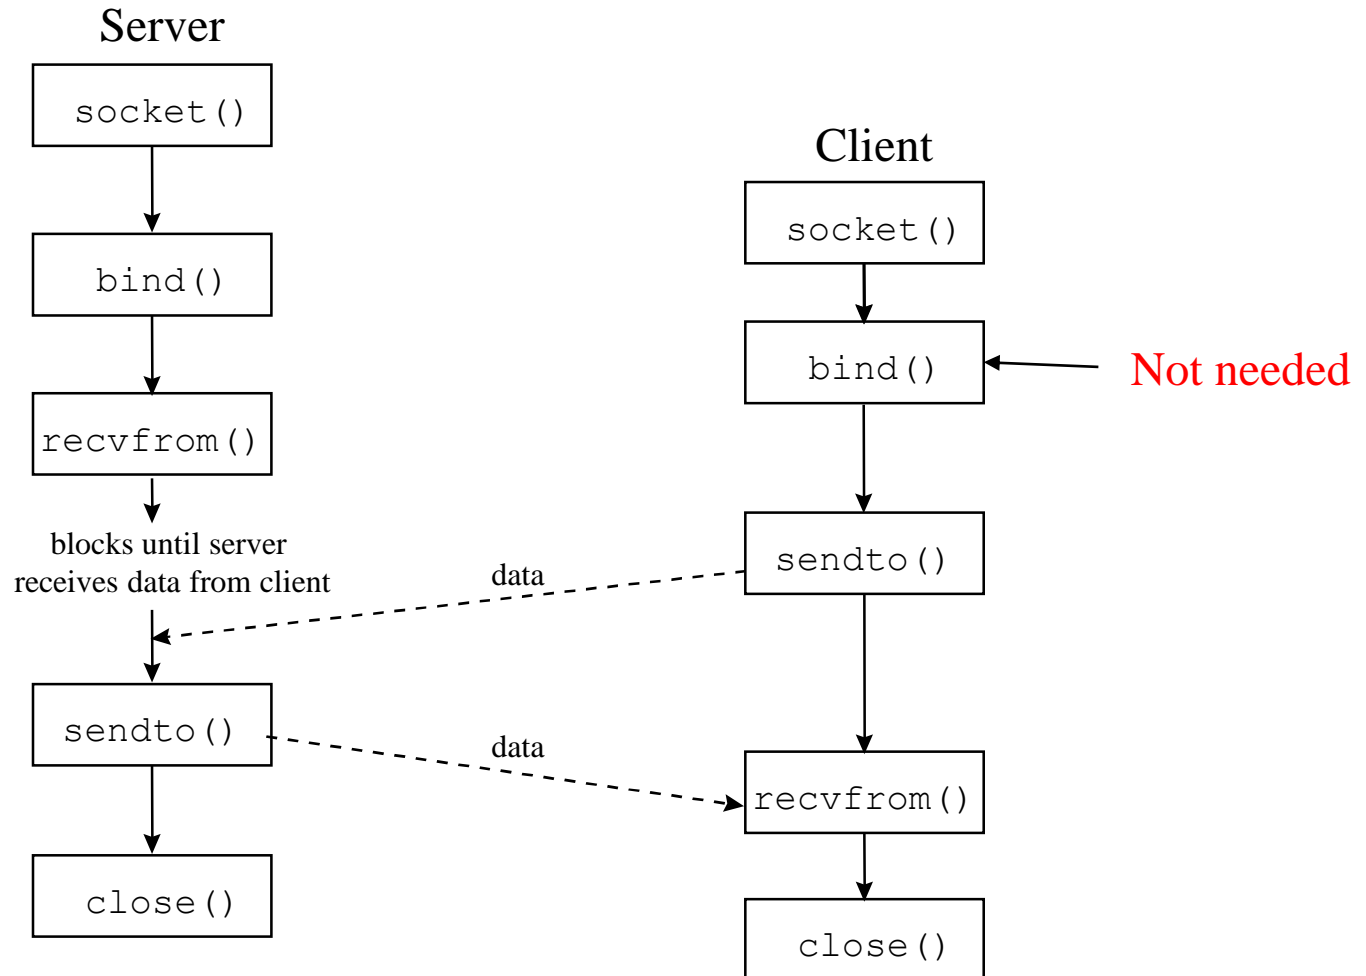 Server
socket()
bind()
recvfrom()
blocks until server
receives data from client
sendto()
close()
data
data
Client
socket()
bind()
Not needed
sendto()
recvfrom()
close()